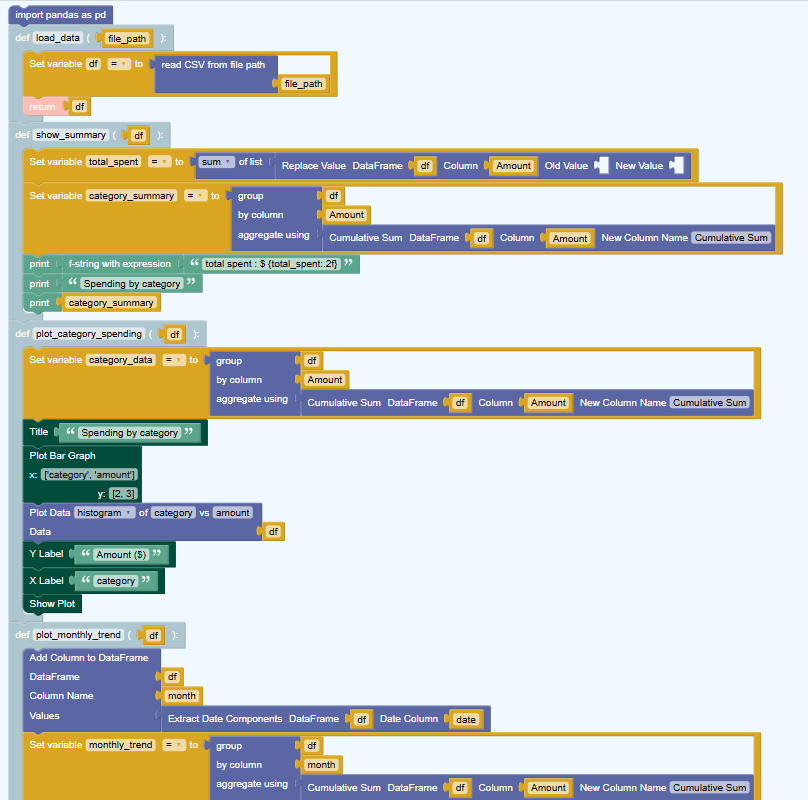 import pandas as pd
def load_data ( file_path ):
Set variable df = to read CSV from file path
file_path
return df
def show_summary ( df ):
Set variable total_spent = to sum of list Replace Value DataFrame df Column Amount Old Value New Value
Set variable category_summary = to group df
by column Amount
aggregate using Cumulative Sum DataFrame df Column Amount New Column Name Cumulative Sum
print f-string with expression “ total spent : $ {total_spent:.2f} ”
print “ Spending by category ”
print category_summary
def plot_category_spending ( df ):
Set variable category_data = to group df
by column Amount
aggregate using Cumulative Sum DataFrame df Column Amount New Column Name Cumulative Sum
Title “ Spending by category ”
Plot Bar Graph
x: ['category', 'amount']
y: [2, 3]
Plot Data histogram of category vs amount
Data df
Y Label “ Amount ($) ”
X Label “ category ”
Show Plot
def plot_monthly_trend ( df ):
Add Column to DataFrame
DataFrame df
Column Name month
Values Extract Date Components DataFrame df Date Column date
Set variable monthly_trend = to group df
by column month
aggregate using Cumulative Sum DataFrame df Column Amount New Column Name Cumulative Sum